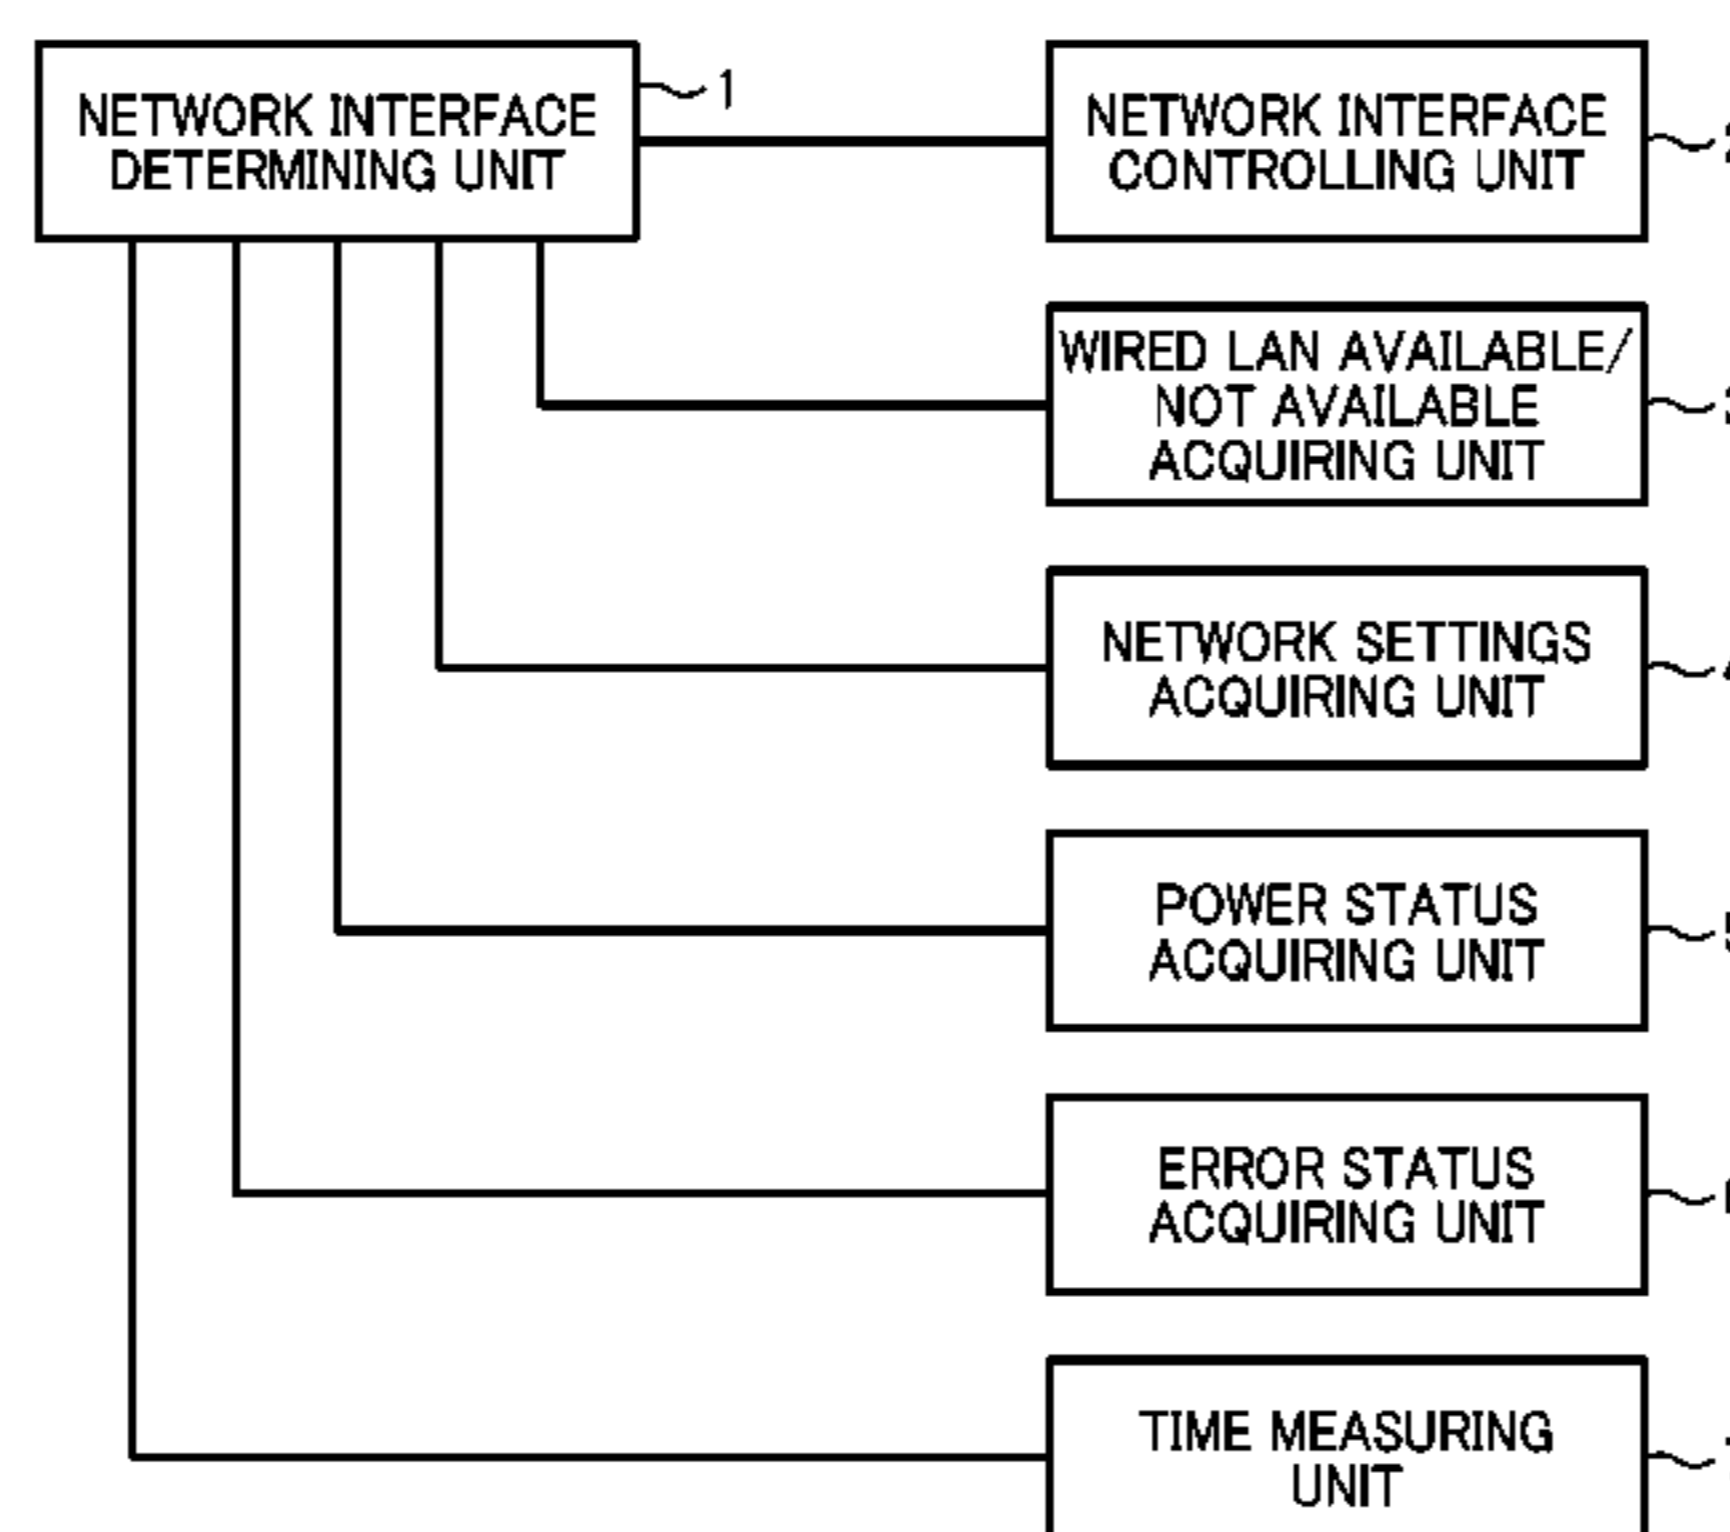 NETWORK INTERFACE
DETERMINING UNIT
1
NETWORK INTERFACE
CONTROLLING UNIT
WIRED LAN AVAILABLE/
NOT AVAILABLE
ACQUIRING UNIT
NETWORK SETTINGS
ACQUIRING UNIT
POWER STATUS
ACQUIRING UNIT
ERROR STATUS
ACQUIRING UNIT
TIME MEASURING
UNIT